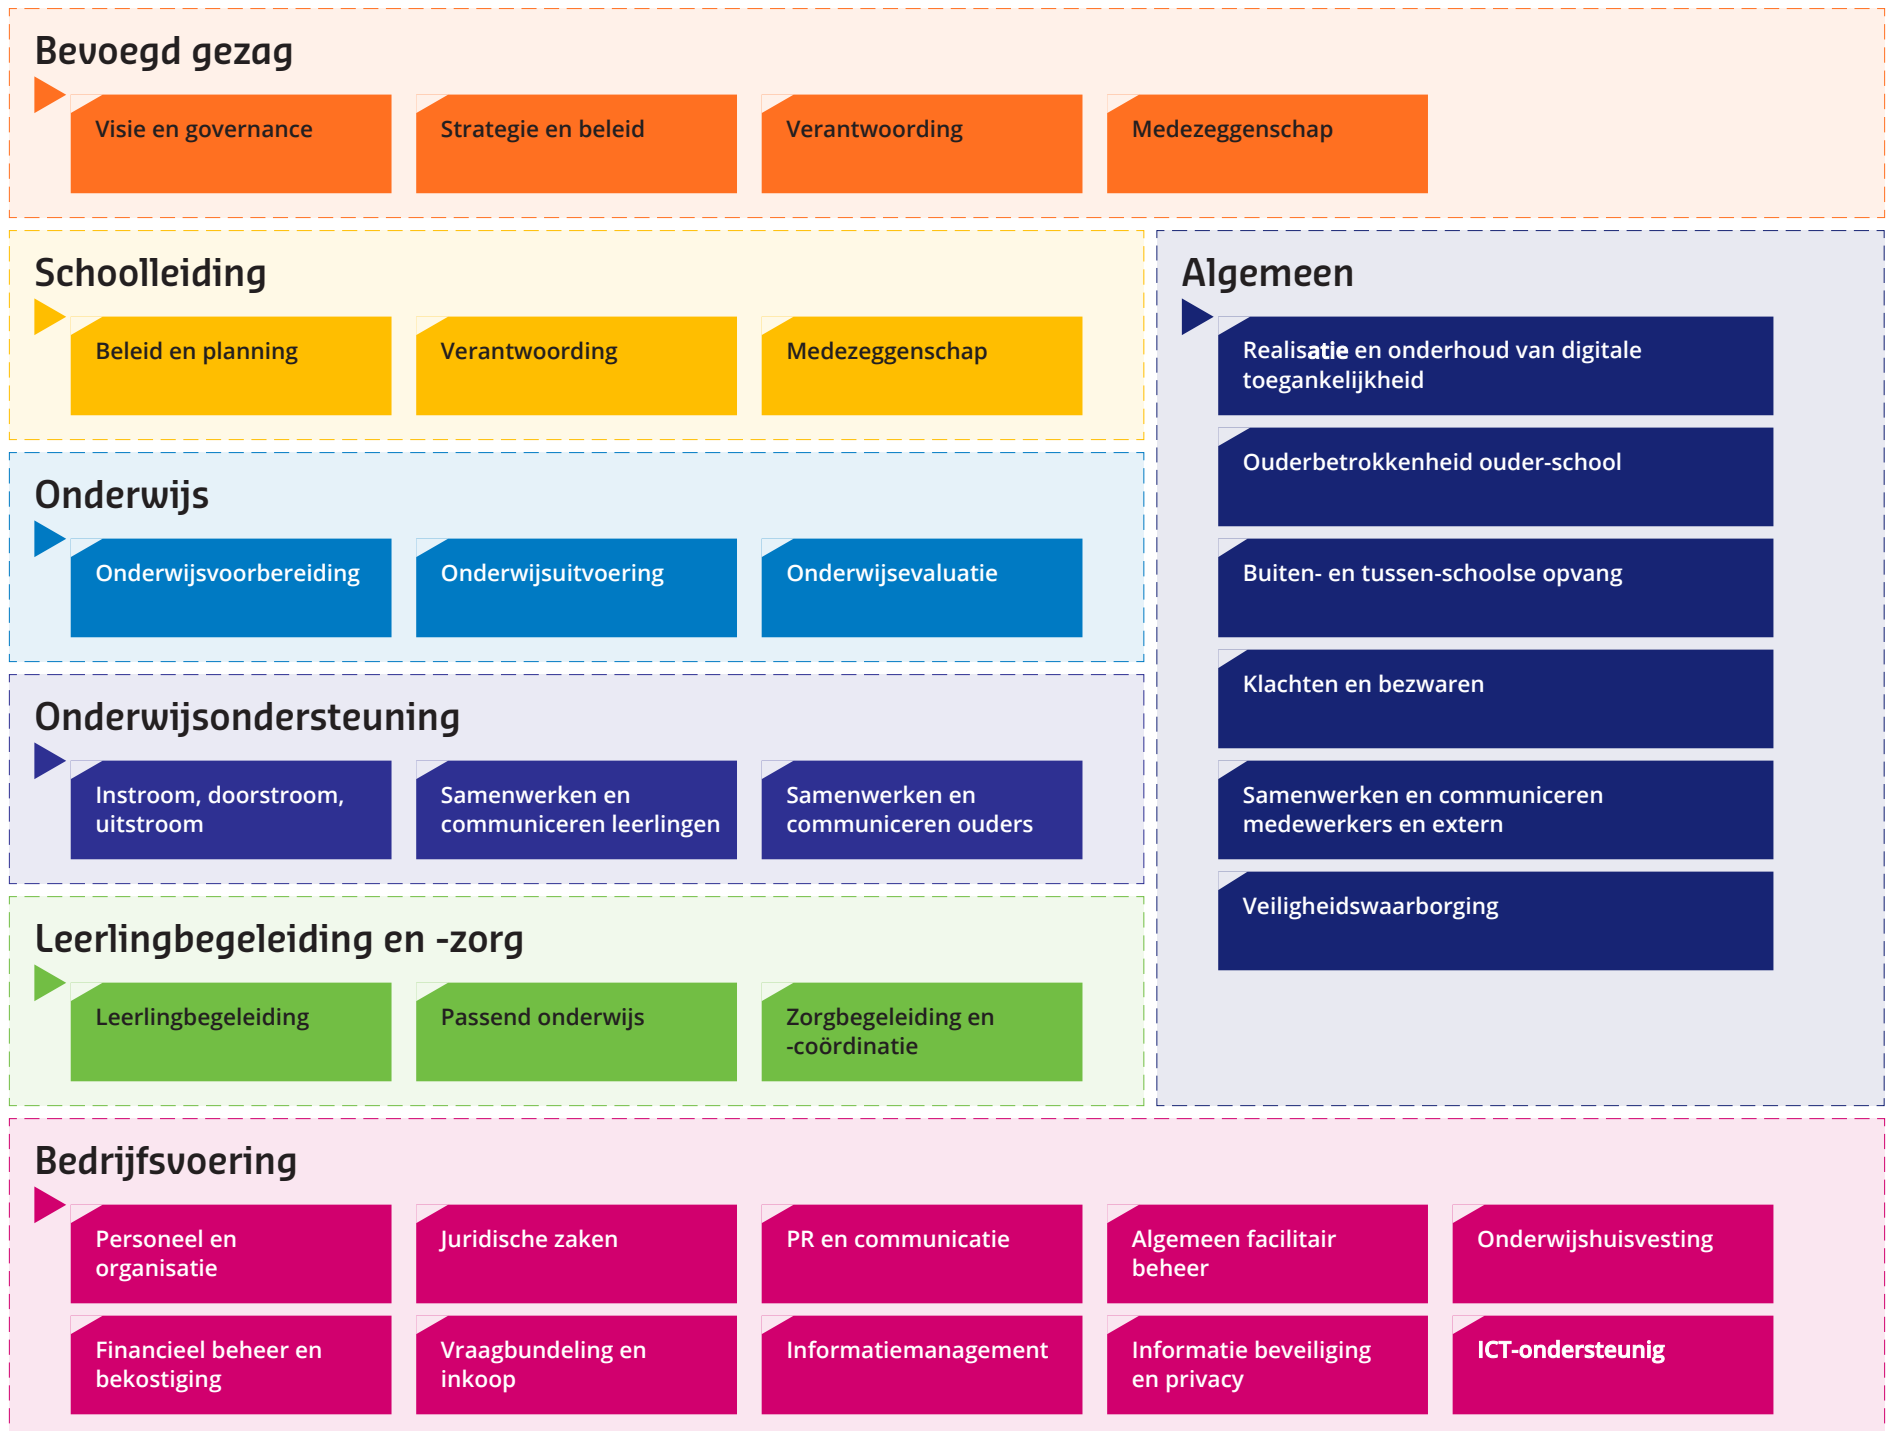 Bevoegd gezag
Visie en governance
Strategie en beleid
Verantwoording
Medezeggenschap
Schoolleiding
Beleid en planning
Verantwoording
Medezeggenschap
Onderwijs
Onderwijsvoorbereiding
Onderwijsuitvoering
Onderwijsevaluatie
Onderwijsondersteuning
Instroom, doorstroom,
uitstroom
Samenwerken en
communiceren leerlingen
Samenwerken en
communiceren ouders
Leerlingbegeleiding en -zorg
Leerlingbegeleiding
Passend onderwijs
Zorgbegeleiding en
-coördinatie
Algemeen
Realisatie en onderhoud van digitale
toegankelijkheid
Ouderbetrokkenheid ouder-school
Buiten- en tussen-schoolse opvang
Klachten en bezwaren
Samenwerken en communiceren
medewerkers en extern
Veiligheidswaarborging
Bedrijfsvoering
Personeel en
organisatie
Juridische zaken
PR en communicatie
Algemeen facilitair
beheer
Onderwijshuisvesting
Financieel beheer en
bekostiging
Vraagbundeling en
inkoop
Informatiemanagement
Informatie beveiliging
en privacy
ICT-ondersteunig